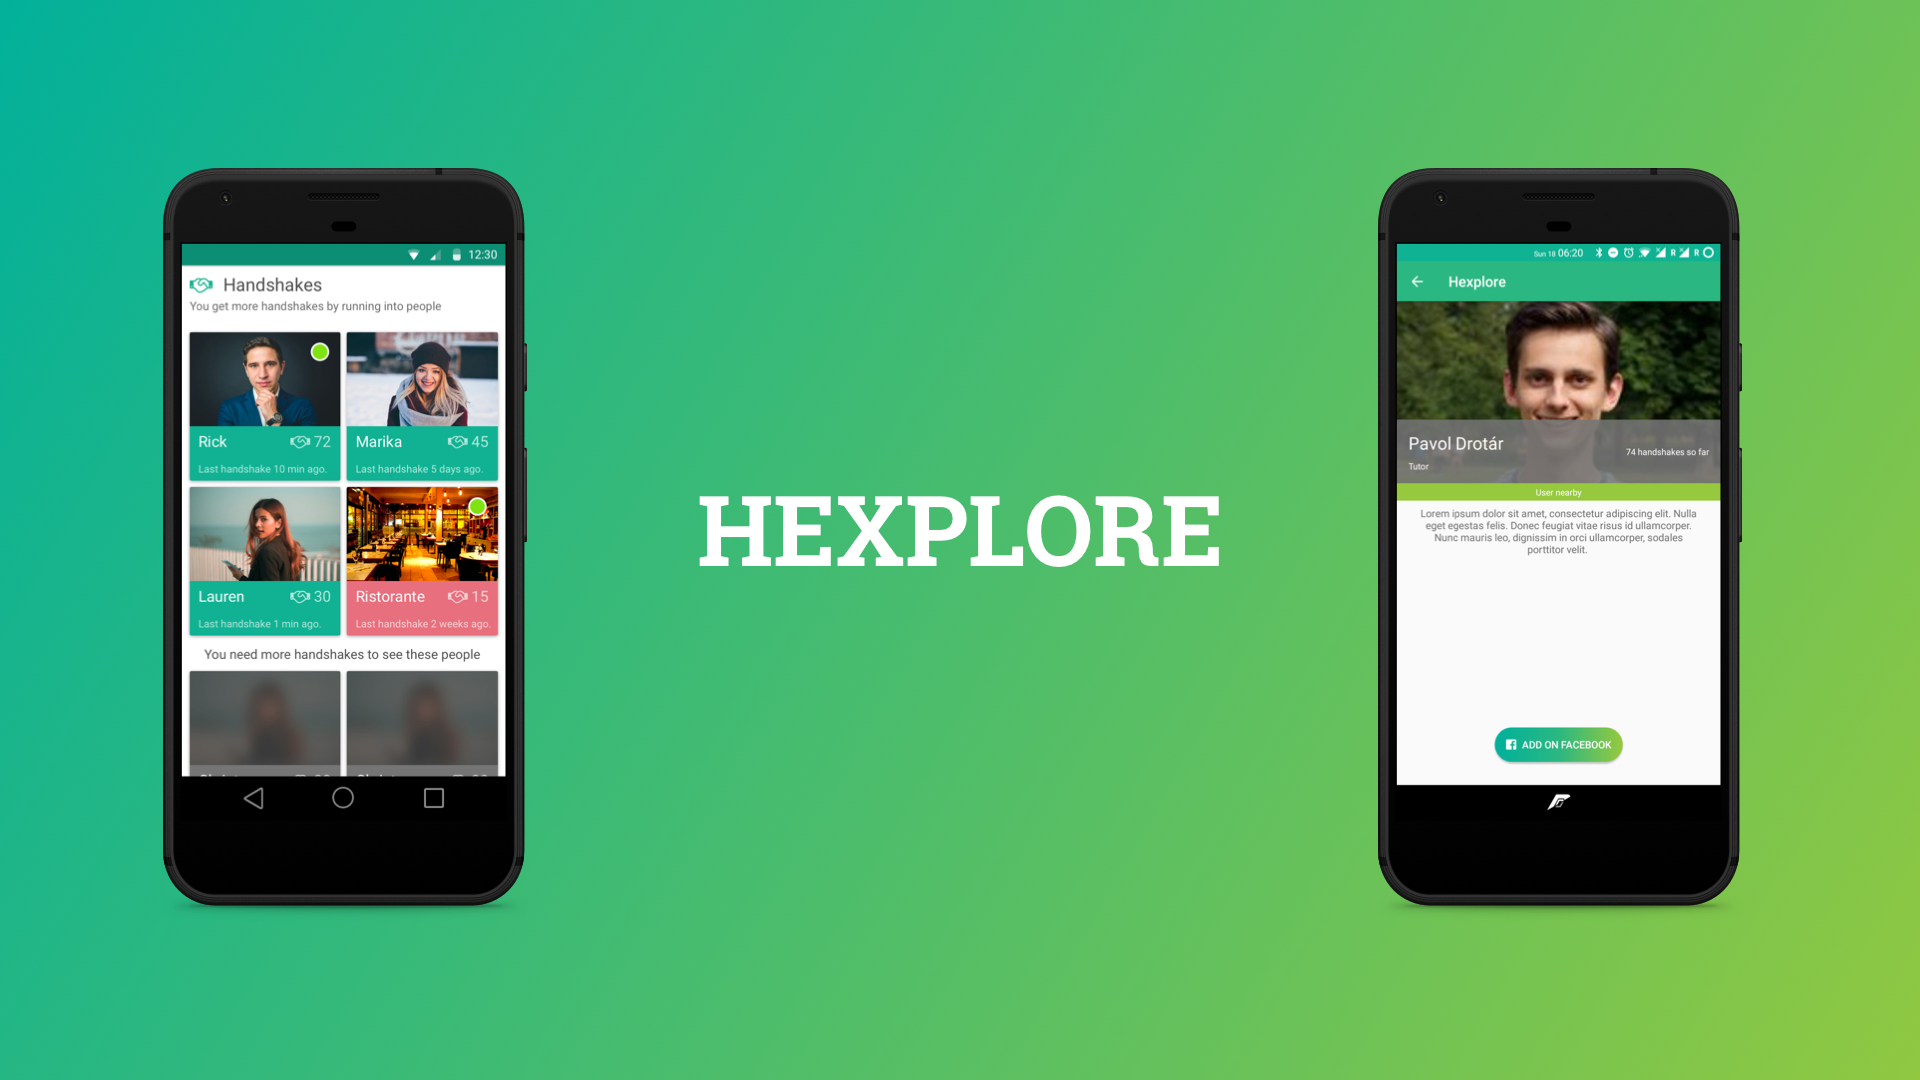 12:30
Handshakes
You get more handshakes by running into people
Rick 72
Last handshake 10 min ago.
Marika 45
Last handshake 5 days ago.
Lauren 30
Last handshake 1 min ago.
Ristorante 15
Last handshake 2 weeks ago.
You need more handshakes to see these people
HEXPLORE
Sun 18 06:20 R R
Hexplore
Pavol Drotár
74 handshakes so far
Tutor
User nearby
Lorem ipsum dolor sit amet, consectetur adipiscing elit. Nulla
eget egestas felis. Donec feugiat vitae risus id ullamcorper.
Nunc mauris leo, dignissim in orci ullamcorper, sodales
porttitor velit.
ADD ON FACEBOOK